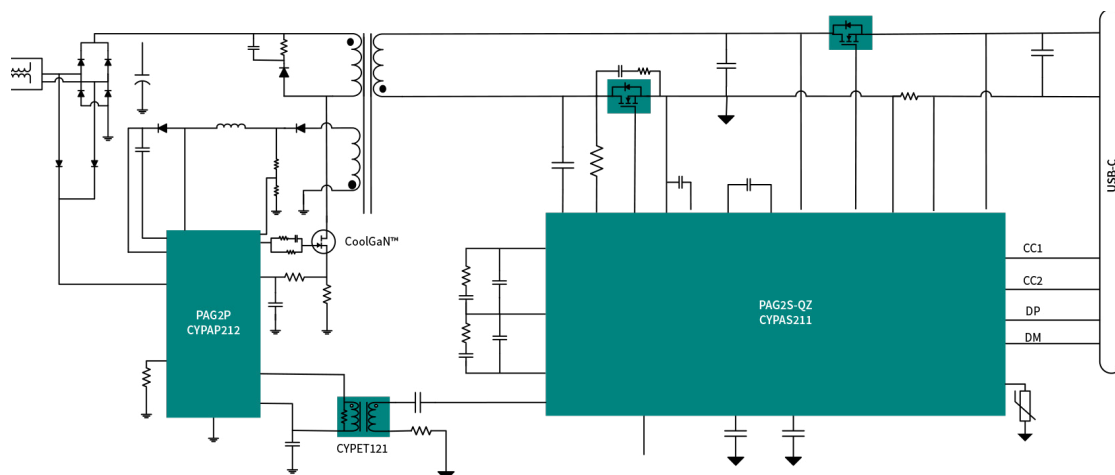 CoolGaN™
PAG2P
CYPAP212
PAG2S-QZ
CYPAS211
CC1
CC2
DP
DM
USB-C
CYPET121